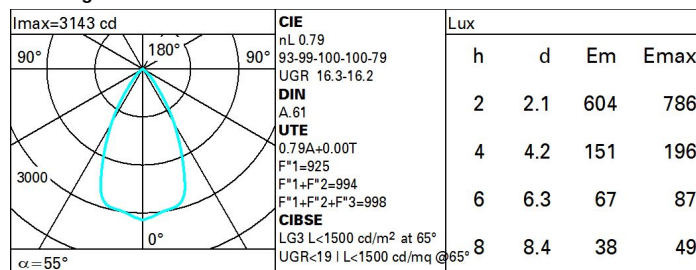 Imax=3143 cd
90° 180° 90°
3000
0°
α=55°
CIE
nL 0.79
93-99-100-100-79
UGR 16.3-16.2
DIN
A.61
UTE
0.79A+0.00T
F"1=925
F"1+F"2=994
F"1+F"2+F"3=998
CIBSE
LG3 L<1500 cd/m² at 65°
UGR<19 | L<1500 cd/mq @65°
Lux
h d Em Emax
2 2.1 604 786
4 4.2 151 196
6 6.3 67 87
8 8.4 38 49